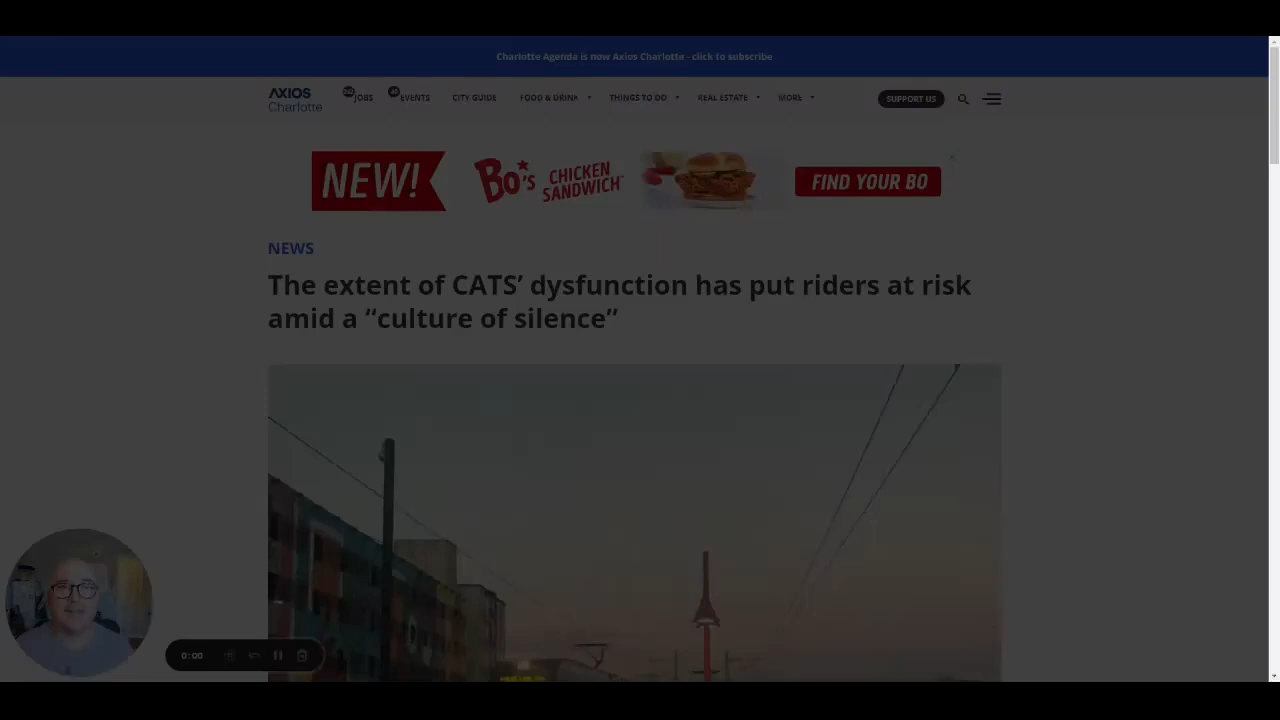 Charlotte Agenda is now Axios Charlotte - click to subscribe
AXIOS
Charlotte
JOBS
EVENTS
CITY GUIDE
FOOD & DRINK
THINGS TO DO
REAL ESTATE
MORE
SUPPORT US
NEW!
Bo's
CHICKEN
SANDWICH™
FIND YOUR BO
NEWS
The extent of CATS’ dysfunction has put riders at risk
amid a “culture of silence”
0:00